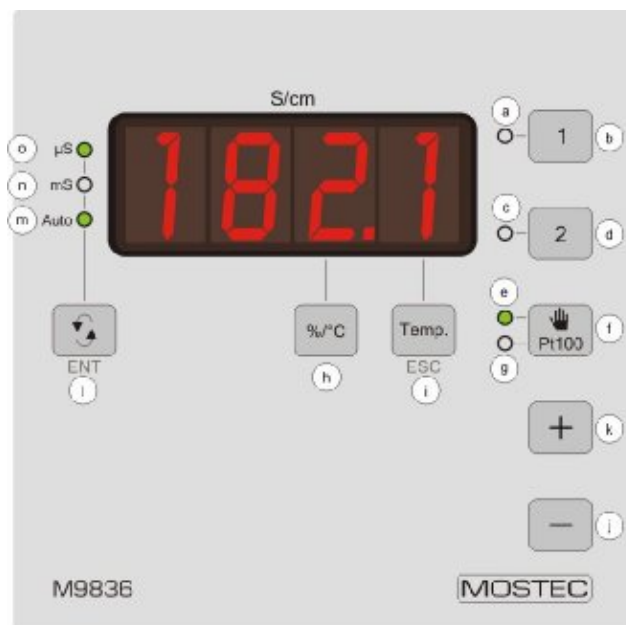 S/cm
a
1
b
o
µS
182.1
n
mS
m
Auto
c
2
d
e
f
Pt100
g
%/°C
Temp.
ENT
ESC
l
h
i
+
k
−
j
M9836
MOSTEC